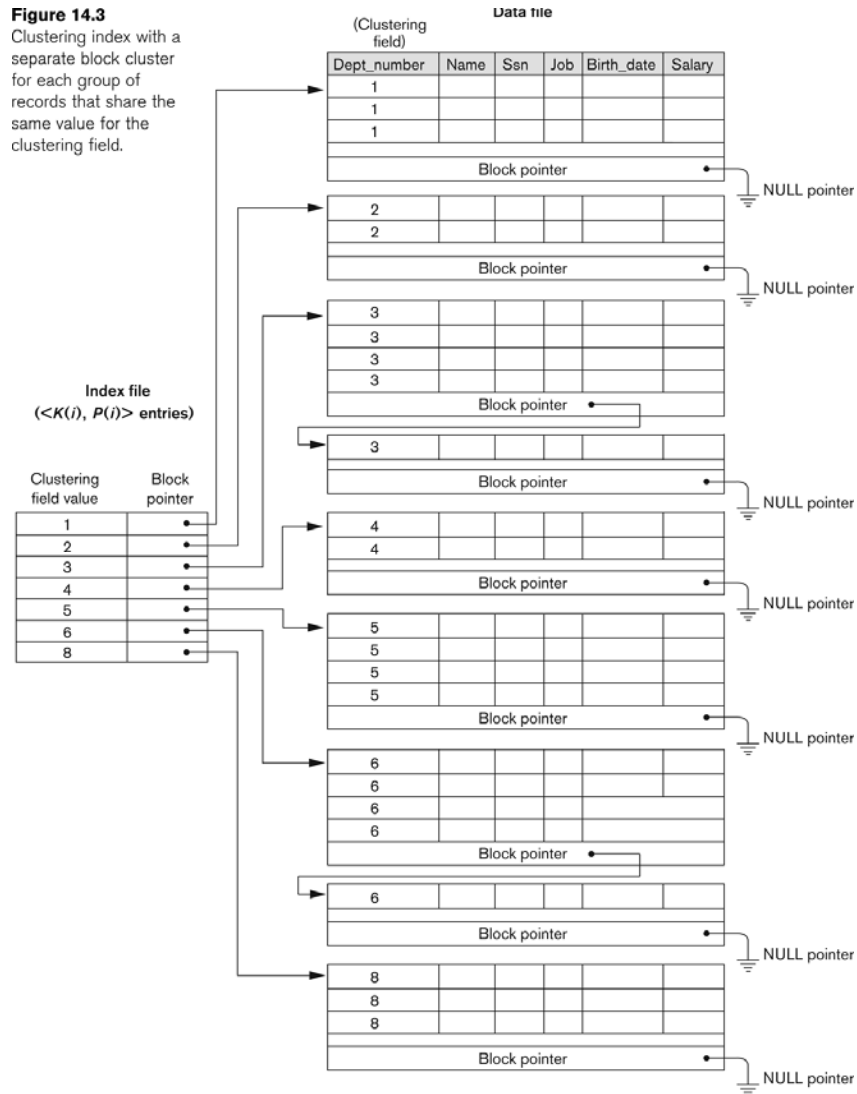 Figure 14.3
Clustering index with a
separate block cluster
for each group of
records that share the
same value for the
clustering field.
Data file
(Clustering
field)
Dept_number Name Ssn Job Birth_date Salary
1
1
1
Block pointer
NULL pointer
2
2
Block pointer
NULL pointer
3
3
3
3
Block pointer
3
Block pointer
NULL pointer
4
4
Block pointer
NULL pointer
5
5
5
5
Block pointer
NULL pointer
6
6
6
6
Block pointer
6
Block pointer
NULL pointer
8
8
8
Block pointer
NULL pointer
Index file
(<K(i), P(i)> entries)
Clustering
field value
Block
pointer
1
2
3
4
5
6
8